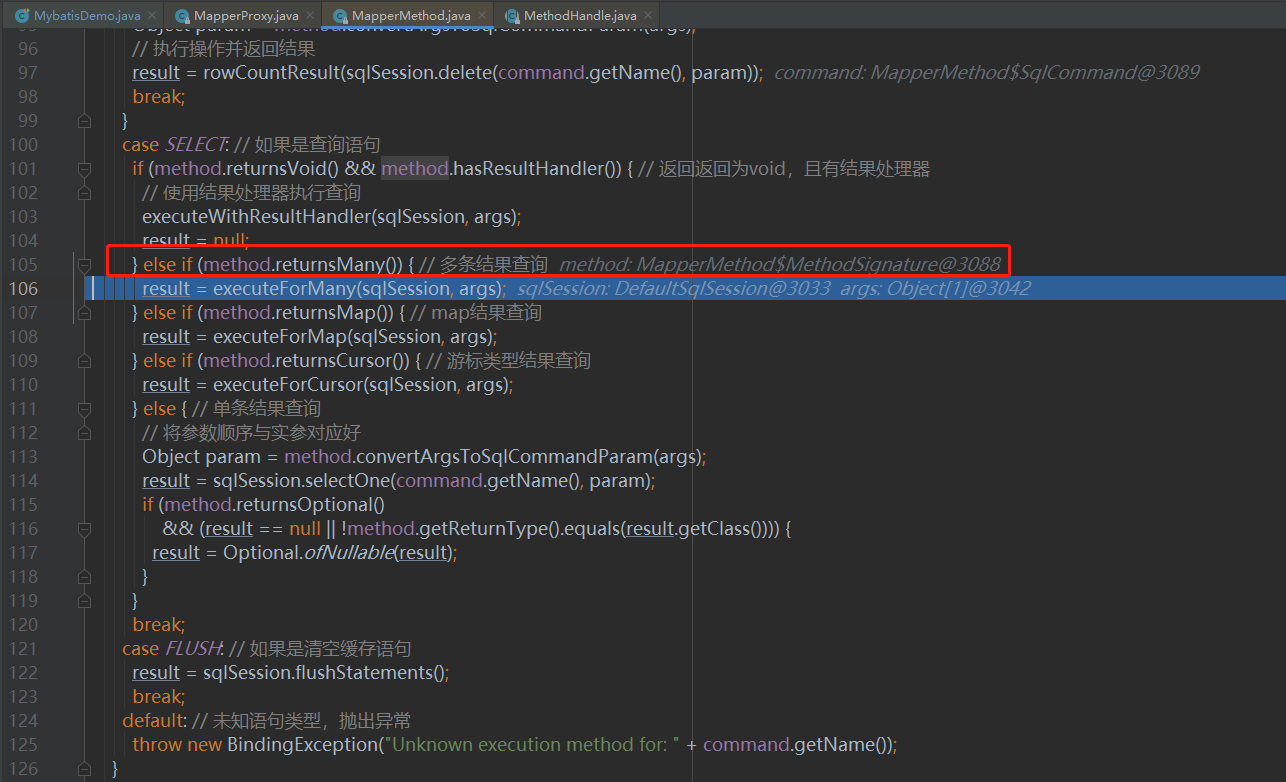 MybatisDemo.java × MapperProxy.java × MapperMethod.java × MethodHandle.java ×
95 Object param = method.convertArgsToSqlCommandParam(args);
96 // 执行操作并返回结果
97 result = rowCountResult(sqlSession.delete(command.getName(), param)); command: MapperMethod$SqlCommand@3089
98 break;
99 }
100 case SELECT: // 如果是查询语句
101 if (method.returnsVoid() && method.hasResultHandler()) { // 返回返回为void，且有结果处理器
102 // 使用结果处理器执行查询
103 executeWithResultHandler(sqlSession, args);
104 result = null;
105 } else if (method.returnsMany()) { // 多条结果查询 method: MapperMethod$MethodSignature@3088
106 result = executeForMany(sqlSession, args); sqlSession: DefaultSqlSession@3033 args: Object[1]@3042
107 } else if (method.returnsMap()) { // map结果查询
108 result = executeForMap(sqlSession, args);
109 } else if (method.returnsCursor()) { // 游标类型结果查询
110 result = executeForCursor(sqlSession, args);
111 } else { // 单条结果查询
112 // 将参数顺序与实参对应好
113 Object param = method.convertArgsToSqlCommandParam(args);
114 result = sqlSession.selectOne(command.getName(), param);
115 if (method.returnsOptional()
116 && (result == null || !method.getReturnType().equals(result.getClass()))) {
117 result = Optional.ofNullable(result);
118 }
119 }
120 break;
121 case FLUSH: // 如果是清空缓存语句
122 result = sqlSession.flushStatements();
123 break;
124 default: // 未知语句类型，抛出异常
125 throw new BindingException("Unknown execution method for: " + command.getName());
126 }